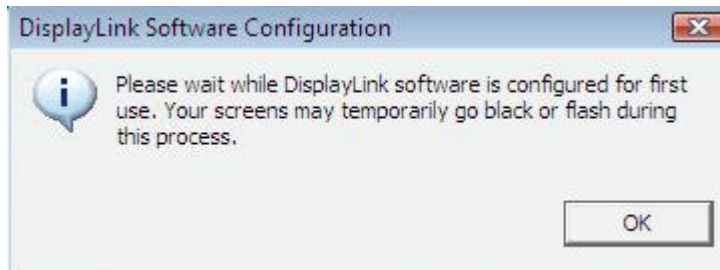 DisplayLink Software Configuration
Please wait while DisplayLink software is configured for first
use. Your screens may temporarily go black or flash during
this process.
OK